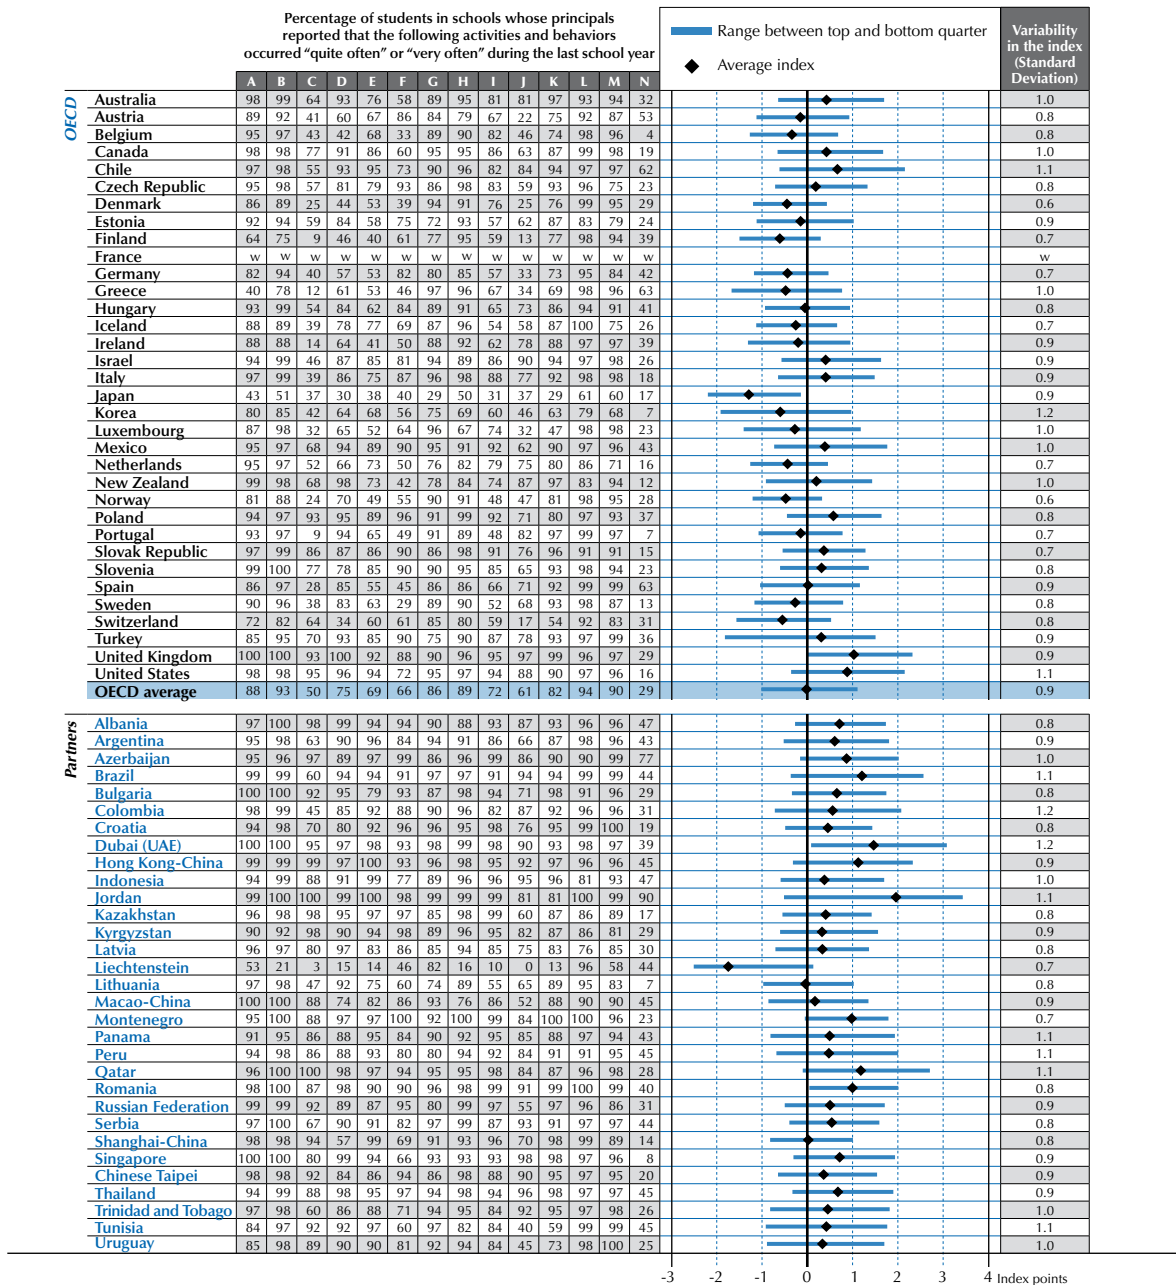 Percentage of students in schools whose principals
reported that the following activities and behaviors
occurred “quite often” or “very often” during the last school year
Range between top and bottom quarter
Average index
Variability
in the index
(Standard
Deviation)
A B C D E F G H I J K L M N
OECD
Australia 98 99 64 93 76 58 89 95 81 81 97 93 94 32 1.0
Austria 89 92 41 60 67 86 84 79 67 22 75 92 87 53 0.8
Belgium 95 97 43 42 68 33 89 90 82 46 74 98 96 4 0.8
Canada 98 98 77 91 86 60 95 95 86 63 87 99 98 19 1.0
Chile 97 98 55 93 95 73 90 96 82 84 94 97 97 62 1.1
Czech Republic 95 98 57 81 79 93 86 98 83 59 93 96 75 23 0.8
Denmark 86 89 25 44 53 39 94 91 76 25 76 99 95 29 0.6
Estonia 92 94 59 84 58 75 72 93 57 62 87 83 79 24 0.9
Finland 64 75 9 46 40 61 77 95 59 13 77 98 94 39 0.7
France w w w w w w w w w w w w w w w
Germany 82 94 40 57 53 82 80 85 57 33 73 95 84 42 0.7
Greece 40 78 12 61 53 46 97 96 67 34 69 98 96 63 1.0
Hungary 93 99 54 84 62 84 89 91 65 73 86 94 91 41 0.8
Iceland 88 89 39 78 77 69 87 96 54 58 87 100 75 26 0.7
Ireland 88 88 14 64 41 50 88 92 62 78 88 97 97 39 0.9
Israel 94 99 46 87 85 81 94 89 86 90 94 97 98 26 0.9
Italy 97 99 39 86 75 87 96 98 88 77 92 98 98 18 0.9
Japan 43 51 37 30 38 40 29 50 31 37 29 61 60 17 0.9
Korea 80 85 42 64 68 56 75 69 60 46 63 79 68 7 1.2
Luxembourg 87 98 32 65 52 64 96 67 74 32 47 98 98 23 1.0
Mexico 95 97 68 94 89 90 95 91 92 62 90 97 96 43 1.0
Netherlands 95 97 52 66 73 50 76 82 79 75 80 86 71 16 0.7
New Zealand 99 98 68 98 73 42 78 84 74 87 97 83 94 12 1.0
Norway 81 88 24 70 49 55 90 91 48 47 81 98 95 28 0.6
Poland 94 97 93 95 89 96 91 99 92 71 80 97 93 37 0.8
Portugal 93 97 9 94 65 49 91 89 48 82 97 99 97 7 0.7
Slovak Republic 97 99 86 87 86 90 86 98 91 76 96 91 91 15 0.7
Slovenia 99 100 77 78 85 90 90 95 85 65 93 98 94 23 0.8
Spain 86 97 28 85 55 45 86 86 66 71 92 99 99 63 0.9
Sweden 90 96 38 83 63 29 89 90 52 68 93 98 87 13 0.8
Switzerland 72 82 64 34 60 61 85 80 59 17 54 92 83 31 0.8
Turkey 85 95 70 93 85 90 75 90 87 78 93 97 99 36 0.9
United Kingdom 100 100 93 100 92 88 90 96 95 97 99 96 97 29 0.9
United States 98 98 95 96 94 72 95 97 94 88 90 97 96 16 1.1
OECD average 88 93 50 75 69 66 86 89 72 61 82 94 90 29 0.9
Partners
Albania 97 100 98 99 94 94 90 88 93 87 93 96 96 47 0.8
Argentina 95 98 63 90 96 84 94 91 86 66 87 98 96 43 0.9
Azerbaijan 95 96 97 89 97 99 86 96 99 86 90 90 99 77 1.0
Brazil 99 99 60 94 94 91 97 97 91 94 94 99 99 44 1.1
Bulgaria 100 100 92 95 79 93 87 98 94 71 98 91 96 29 0.8
Colombia 98 99 45 85 92 88 90 96 82 87 92 96 96 31 1.2
Croatia 94 98 70 80 92 96 96 95 98 76 95 99 100 19 0.8
Dubai (UAE) 100 100 95 97 98 93 98 99 98 90 93 98 97 39 1.2
Hong Kong-China 99 99 99 97 100 93 96 98 95 92 97 96 96 45 0.9
Indonesia 94 99 88 91 99 77 89 96 96 95 96 81 93 47 1.0
Jordan 99 100 100 99 100 98 99 99 99 81 81 100 99 90 1.1
Kazakhstan 96 98 98 95 97 97 85 98 99 60 87 86 89 17 0.8
Kyrgyzstan 90 92 98 90 94 98 89 96 95 82 87 86 81 29 0.9
Latvia 96 97 80 97 83 86 85 94 85 75 83 76 85 30 0.8
Liechtenstein 53 21 3 15 14 46 82 16 10 0 13 96 58 44 0.7
Lithuania 97 98 47 92 75 60 74 89 55 65 89 95 83 7 0.8
Macao-China 100 100 88 74 82 86 93 76 86 52 88 90 90 45 0.9
Montenegro 95 100 88 97 97 100 92 100 99 84 100 100 96 23 0.7
Panama 91 95 86 88 95 84 90 92 95 85 88 97 94 43 1.1
Peru 94 98 86 88 93 80 80 94 92 84 91 91 95 45 1.1
Qatar 96 100 100 98 97 94 95 95 98 84 87 96 98 28 1.1
Romania 98 100 87 98 90 90 96 98 99 91 99 100 99 40 0.8
Russian Federation 99 99 92 89 87 95 80 99 97 55 97 96 86 31 0.9
Serbia 97 100 67 90 91 82 97 99 87 93 91 97 97 44 0.9
Shanghai-China 98 98 94 57 99 69 91 93 96 70 98 99 89 14 0.8
Singapore 100 100 80 99 94 66 93 93 93 98 98 97 96 8 0.9
Chinese Taipei 98 98 92 84 86 94 86 98 88 90 95 97 95 20 0.9
Thailand 94 99 88 98 95 97 94 98 94 96 98 97 97 45 0.9
Trinidad and Tobago 97 98 60 86 88 71 94 95 84 92 95 97 98 26 1.0
Tunisia 84 97 92 92 97 60 97 82 84 40 59 99 99 45 1.1
Uruguay 85 98 89 90 90 81 92 94 84 45 73 98 100 25 1.0
-3 -2 -1 0 1 2 3 4 Index points